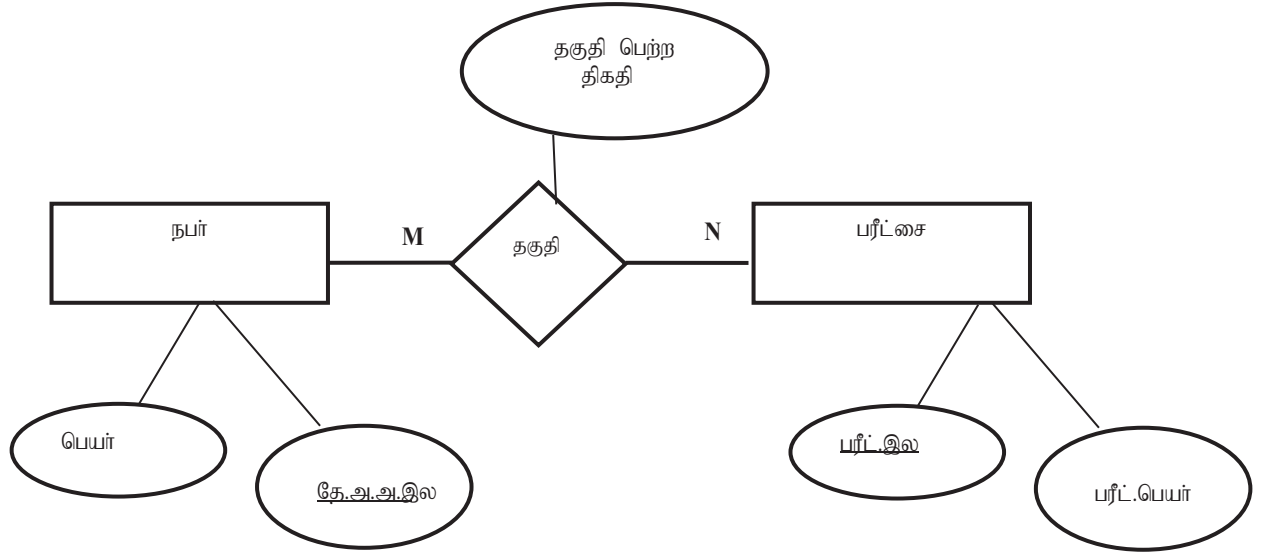 தகுதி பெற்ற
திகதி
நபர்
M
தகுதி
N
பரீட்சை
பெயர்
தே.அ.அ.இல
பரீட்.இல
பரீட்.பெயர்